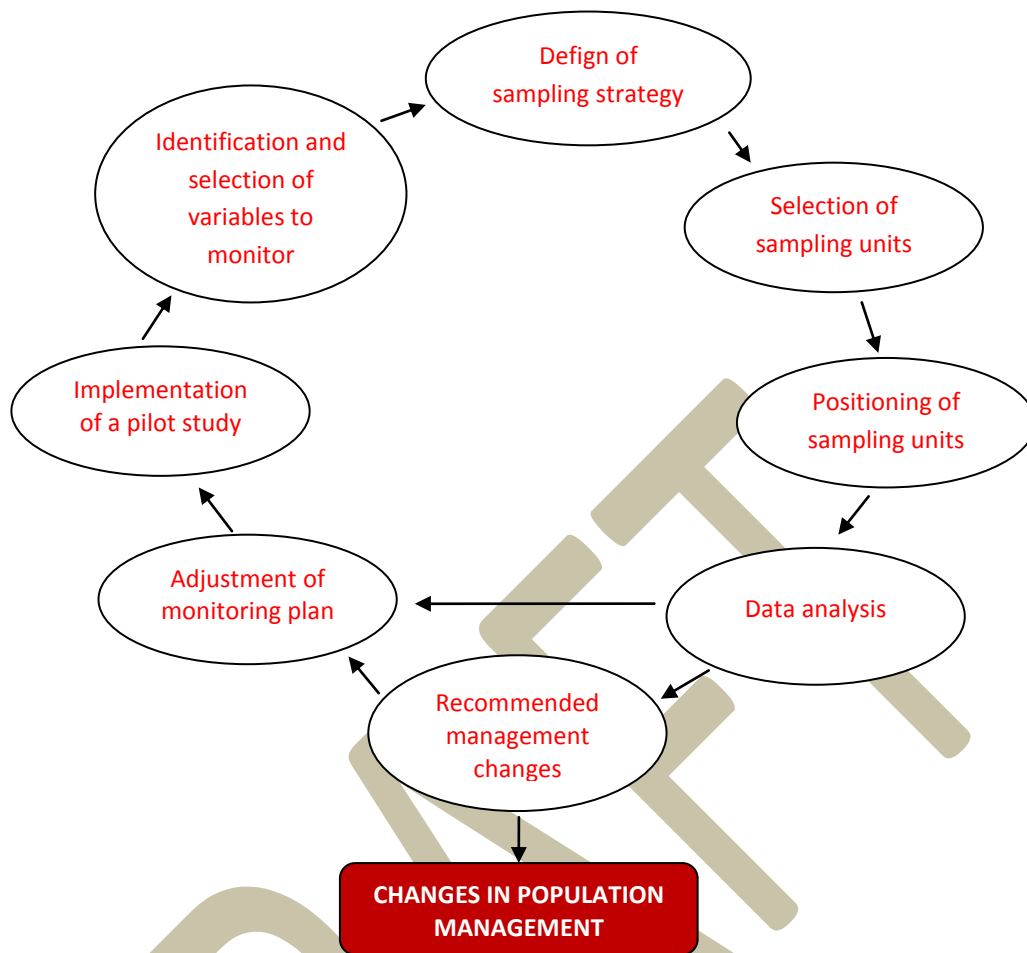 Defign of
sampling strategy
Identification and
selection of
variables to
monitor
Selection of
sampling units
Implementation
of a pilot study
Positioning of
sampling units
Adjustment of
monitoring plan
Data analysis
Recommended
management
changes
CHANGES IN POPULATION
MANAGEMENT